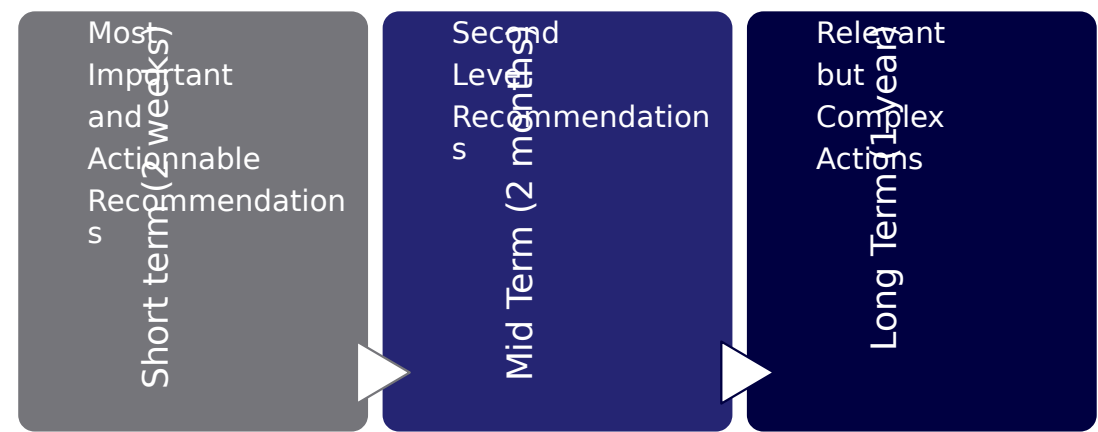 Short term (2 weeks)
Most
Important
and
Actionnable
Recommendation
s
Mid Term (2 months)
Second
Level
Recommendation
s
Long Term (1 year)
Relevant
but
Complex
Actions